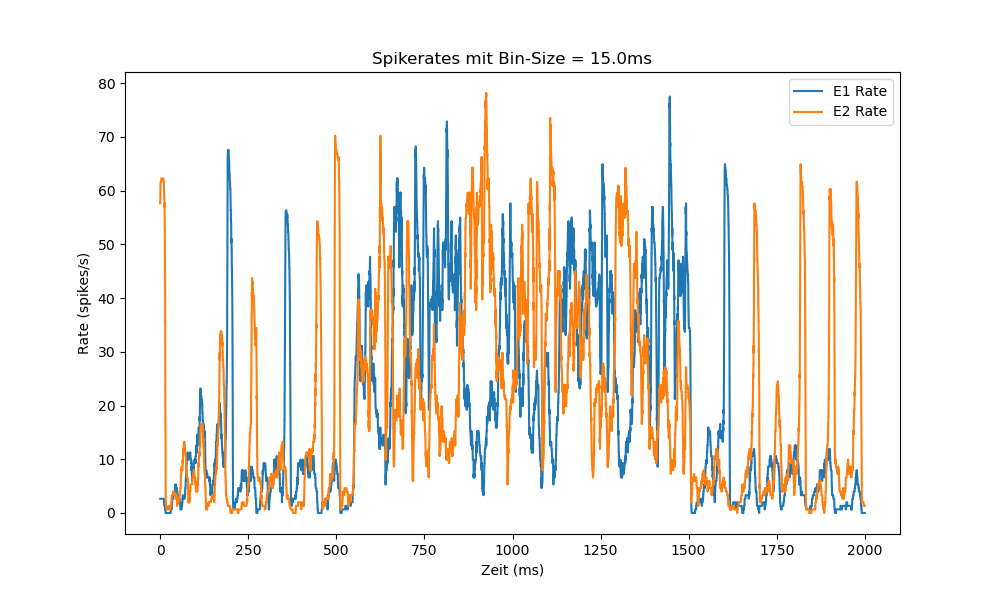 Spikerates mit Bin-Size = 15.0ms
E1 Rate
E2 Rate
80
70
60
50
40
30
20
10
0
Rate (spikes/s)
0 250 500 750 1000 1250 1500 1750 2000
Zeit (ms)